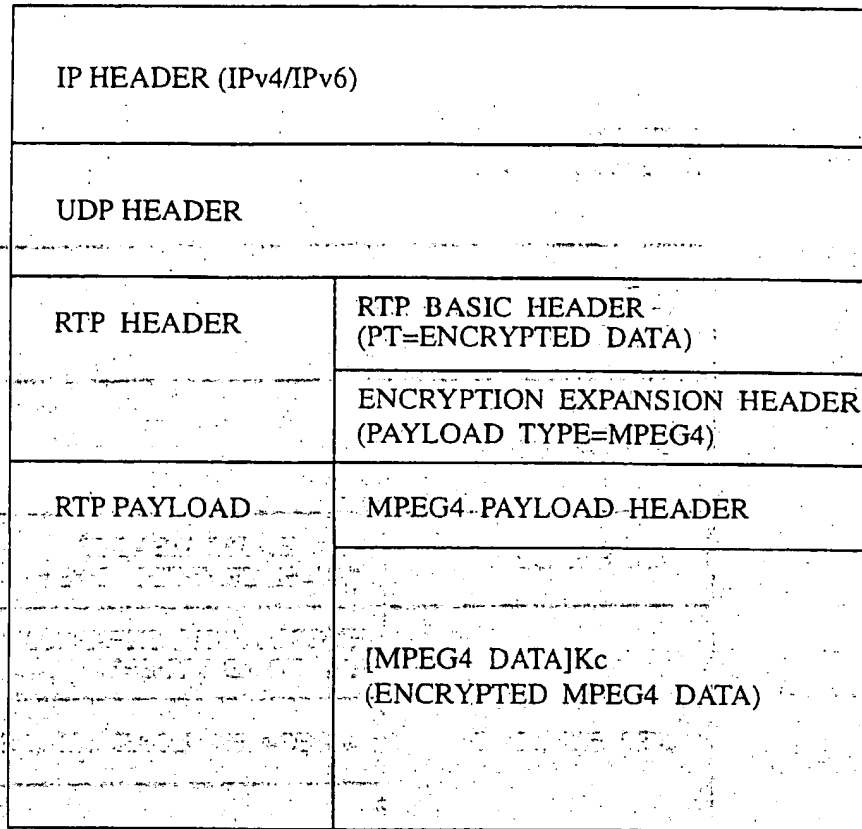 IP HEADER (IPv4/IPv6)
UDP HEADER
RTP HEADER
RTP BASIC HEADER
(PT=ENCRYPTED DATA)
ENCRYPTION EXPANSION HEADER
(PAYLOAD TYPE=MPEG4)
RTP PAYLOAD
MPEG4 PAYLOAD HEADER
[MPEG4 DATA]Kc
(ENCRYPTED MPEG4 DATA)